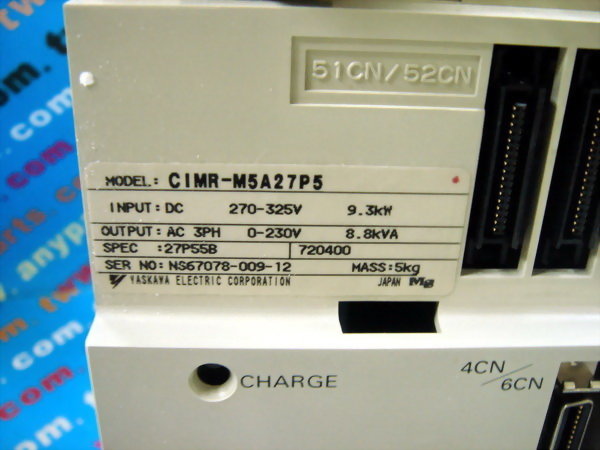 51CN/52CN
MODEL: CIMR-M5A27P5
INPUT: DC 270-325V 9.3kW
OUTPUT: AC 3PH 0-230V 8.8kVA
SPEC :27P55B 720400
SER NO: NS67078-009-12 MASS: 5kg
YASKAWA ELECTRIC CORPORATION JAPAN
CHARGE
4CN/6CN